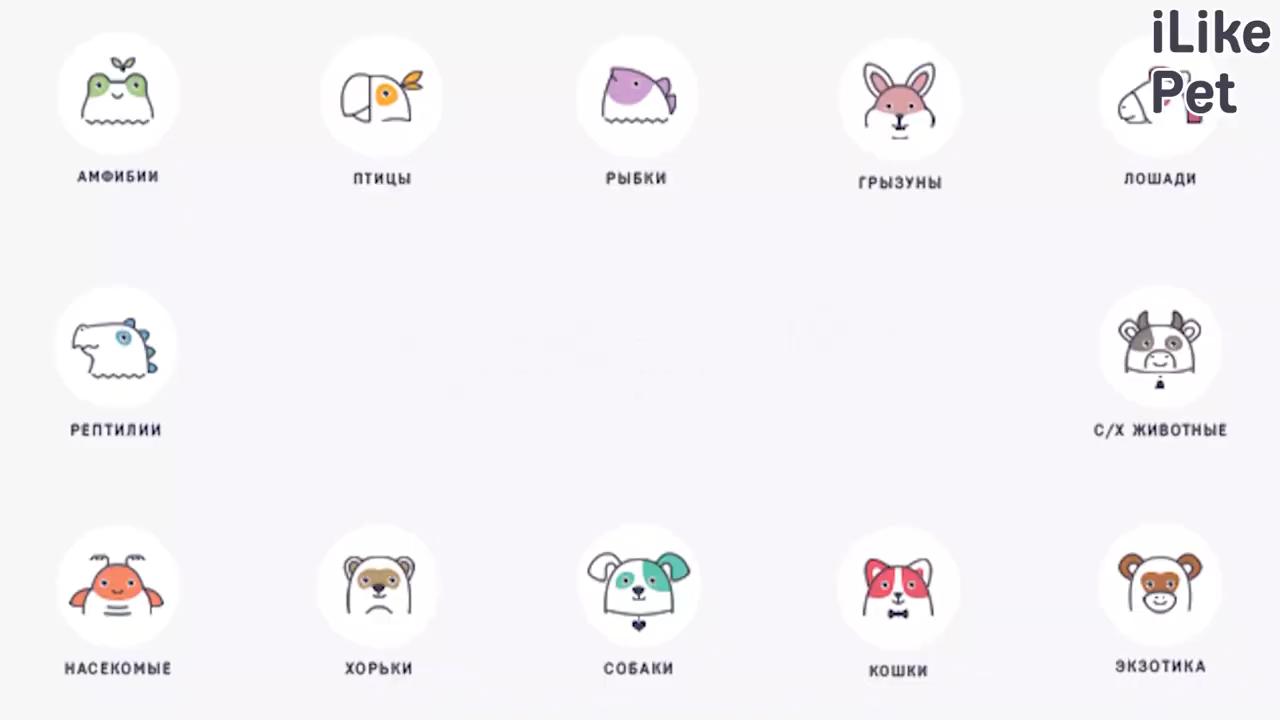 iLike
Pet
АМФИБИИ
ПТИЦЫ
РЫБКИ
ГРЫЗУНЫ
ЛОШАДИ
РЕПТИЛИИ
С/Х ЖИВОТНЫЕ
НАСЕКОМЫЕ
ХОРЬКИ
СОБАКИ
КОШКИ
ЭКЗОТИКА